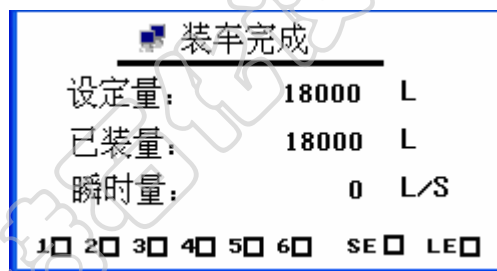 装车完成
设定量： 18000 L
已装量： 18000 L
瞬时量： 0 L/S
1□ 2□ 3□ 4□ 5□ 6□ SE□ LE□